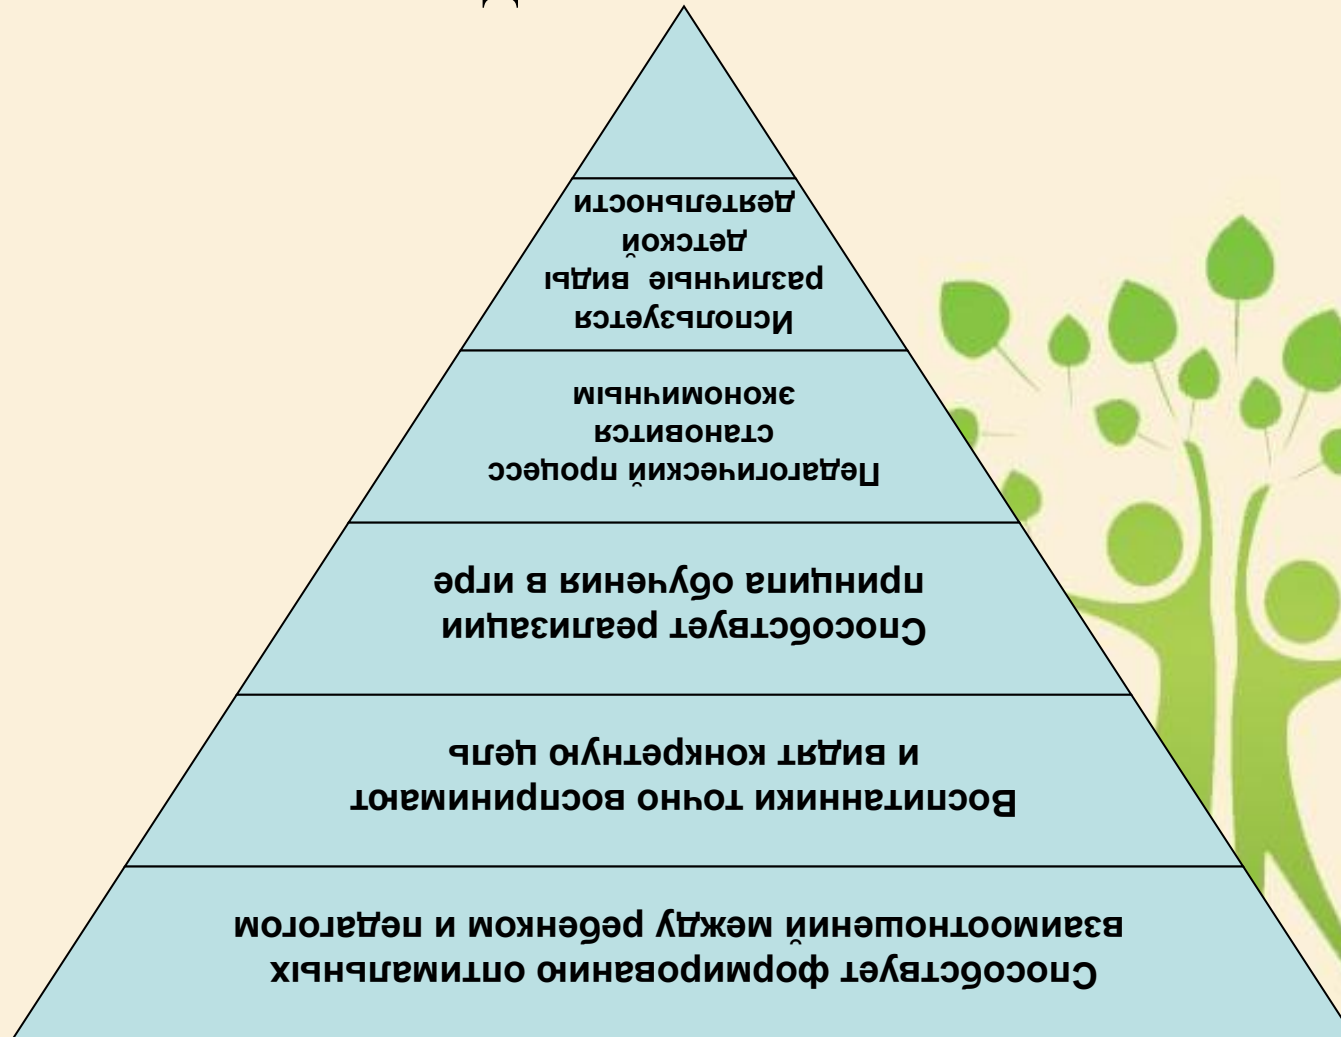 Способствует формированию оптимальных
взаимоотношений между ребенком и педагогом
Воспитанники точно воспринимают
и видят конкретную цель
Способствует реализации
принципа обучения в игре
Педагогический процесс
становится
экономичным
Используется
различные виды
детской
деятельности